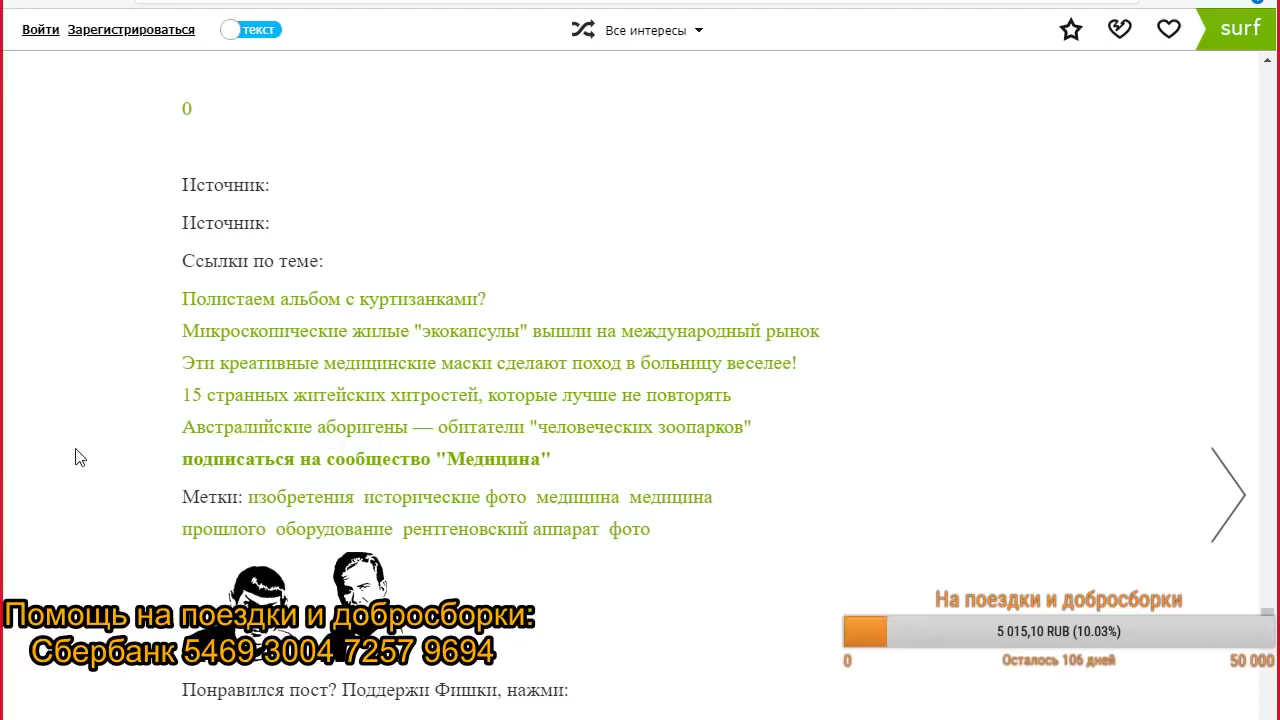 Войти Зарегистрироваться текст Все интересы surf
0
Источник:
Источник:
Ссылки по теме:
Полистаем альбом с куртизанками?
Микроскопические жилые "экокапсулы" вышли на международный рынок
Эти креативные медицинские маски сделают поход в больницу веселее!
15 странных житейских хитростей, которые лучше не повторять
Австралийские аборигены — обитатели "человеческих зоопарков"
подписаться на сообщество "Медицина"
Метки: изобретения исторические фото медицина медицина
прошлого оборудование рентгеновский аппарат фото
Помощь на поездки и добросборки:
Сбербанк 5469 3004 7257 9694
На поездки и добросборки
5 015,10 RUB (10.03%)
0 Осталось 106 дней 50 000
Понравился пост? Поддержи Фишки, нажми: